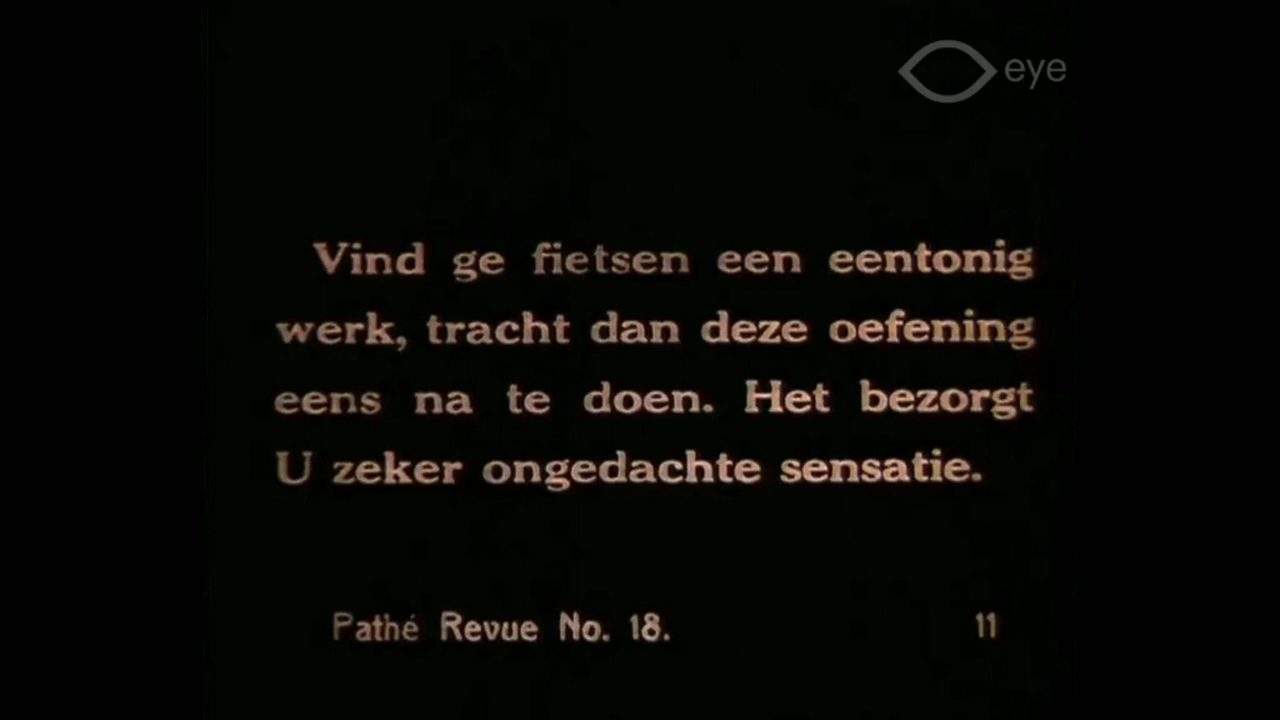 eye
Vind ge fietsen een eentonig
werk, tracht dan deze oefening
eens na te doen. Het bezorgt
U zeker ongedachte sensatie.
Pathé Revue No. 18. 11